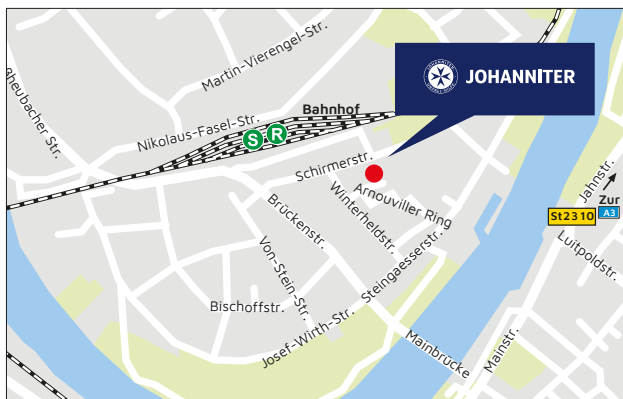 Martin-Vierengel-Str.
JOHANNITER
Bahnhof
Nikolaus-Fasel-Str.
S R
gheubacher Str.
Schirmerstr.
Arnouviller Ring
Winterheldstr.
Jahnstr.
Zur
A3
St2310
Luitpoldstr.
Brückenstr.
Von-Stein-Str.
Steingaesserstr.
Bischoffstr.
Josef-Wirth-Str.
Mainbrücke
Mainstr.